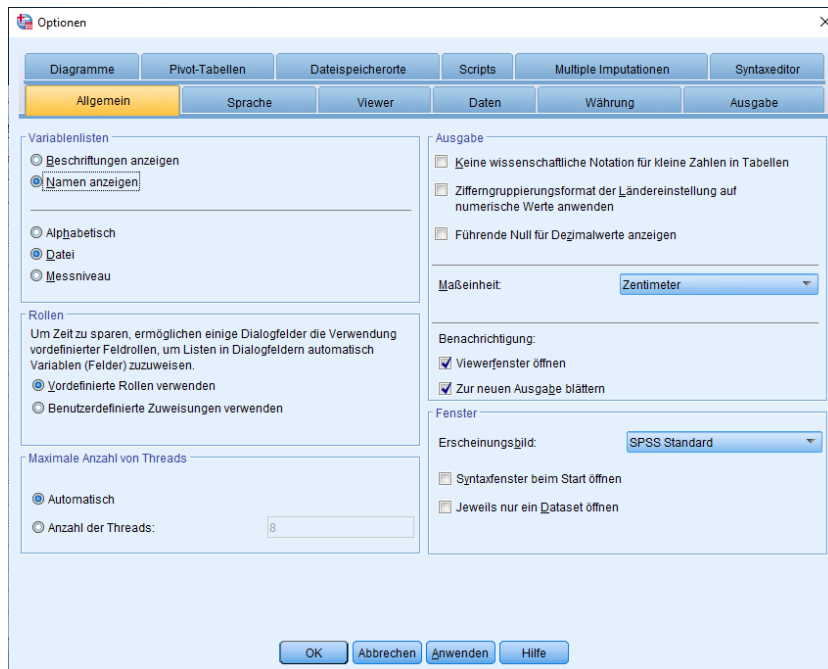 Optionen
Diagramme
Pivot-Tabellen
Dateispeicherorte
Scripts
Multiple Imputationen
Syntaxeditor
Allgemein
Sprache
Viewer
Daten
Währung
Ausgabe
Variablenlisten
Beschriftungen anzeigen
Namen anzeigen
Alphabetisch
Datei
Messniveau
Rollen
Um Zeit zu sparen, ermöglichen einige Dialogfelder die Verwendung
vordefinierter Feldrollen, um Listen in Dialogfeldern automatisch
Variablen (Felder) zuzuweisen.
Vordefinierte Rollen verwenden
Benutzerdefinierte Zuweisungen verwenden
Maximale Anzahl von Threads
Automatisch
Anzahl der Threads:
8
Ausgabe
Keine wissenschaftliche Notation für kleine Zahlen in Tabellen
Zifferngruppierungsformat der Ländereinstellung auf
numerische Werte anwenden
Führende Null für Dezimalwerte anzeigen
Maßeinheit:
Zentimeter
Benachrichtigung:
Viewerfenster öffnen
Zur neuen Ausgabe blättern
Fenster
Erscheinungsbild:
SPSS Standard
Syntaxfenster beim Start öffnen
Jeweils nur ein Dataset öffnen
OK
Abbrechen
Anwenden
Hilfe